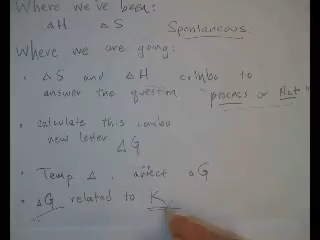 Where we've been:
ΔH ΔS Spontaneous.
Where we are going:
• ΔS and ΔH combo to
answer the question "process or Not"
• calculate this combo
new letter ΔG
• Temp Δ. affect ΔG
• ΔG related to K